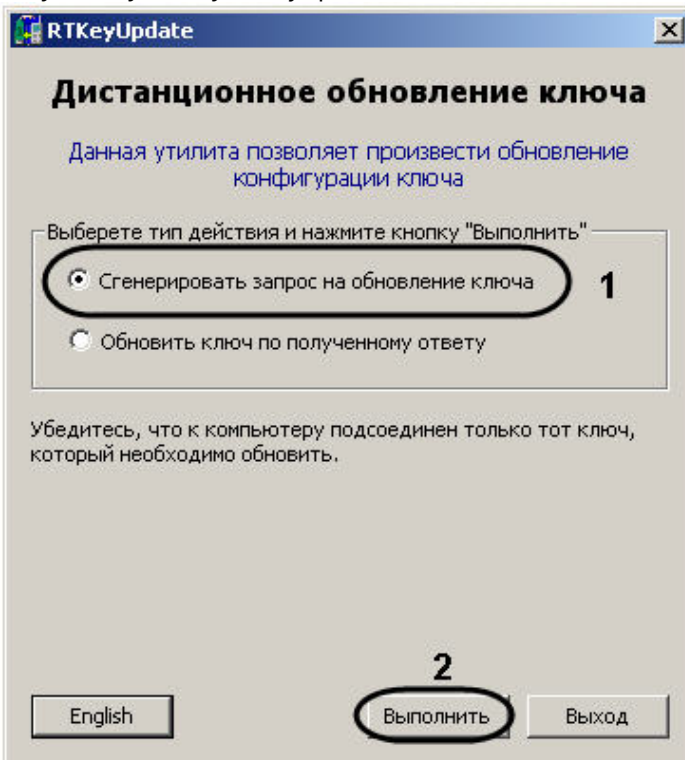 RTKeyUpdate
Дистанционное обновление ключа
Данная утилита позволяет произвести обновление
конфигурации ключа
Выберете тип действия и нажмите кнопку "Выполнить"
Сгенерировать запрос на обновление ключа
1
Обновить ключ по полученному ответу
Убедитесь, что к компьютеру подсоединен только тот ключ,
который необходимо обновить.
2
English
Выполнить
Выход